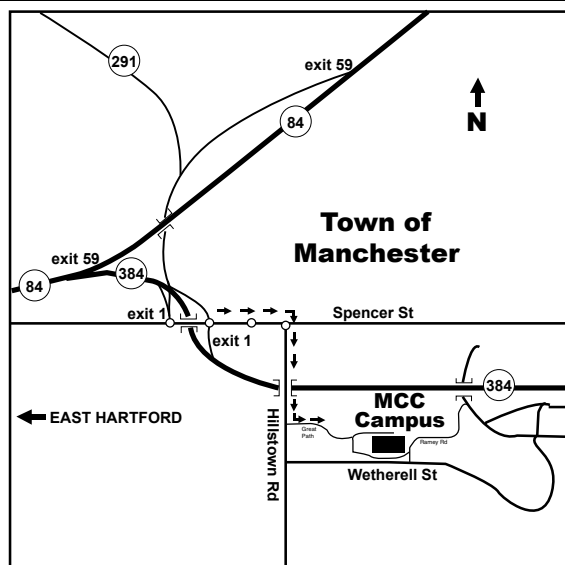 291
exit 59
84
N
Town of
Manchester
exit 59
384
84
exit 1
Spencer St
exit 1
384
MCC
Campus
EAST HARTFORD
Hillstown Rd
Great
Path
Ramey Rd
Wetherell St